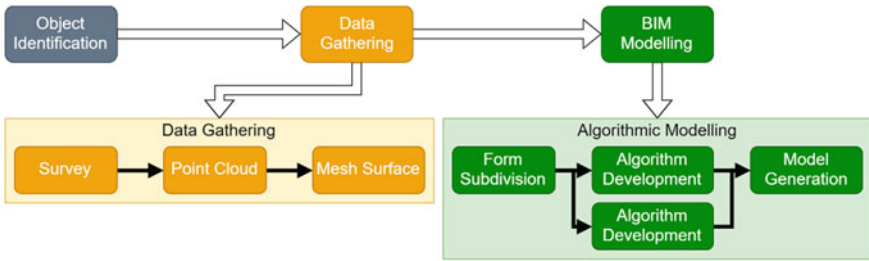 Object
Identification
Data
Gathering
BIM
Modelling
Data Gathering
Survey
Point Cloud
Mesh Surface
Algorithmic Modelling
Form
Subdivision
Algorithm
Development
Model
Generation
Algorithm
Development